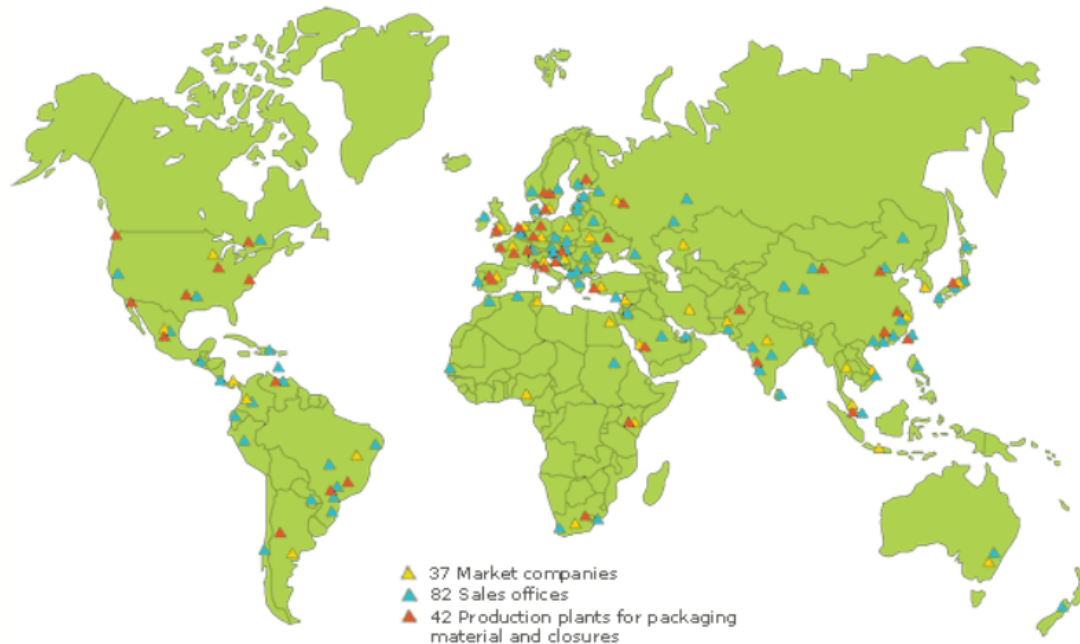 37 Market companies
82 Sales offices
42 Production plants for packaging
material and closures